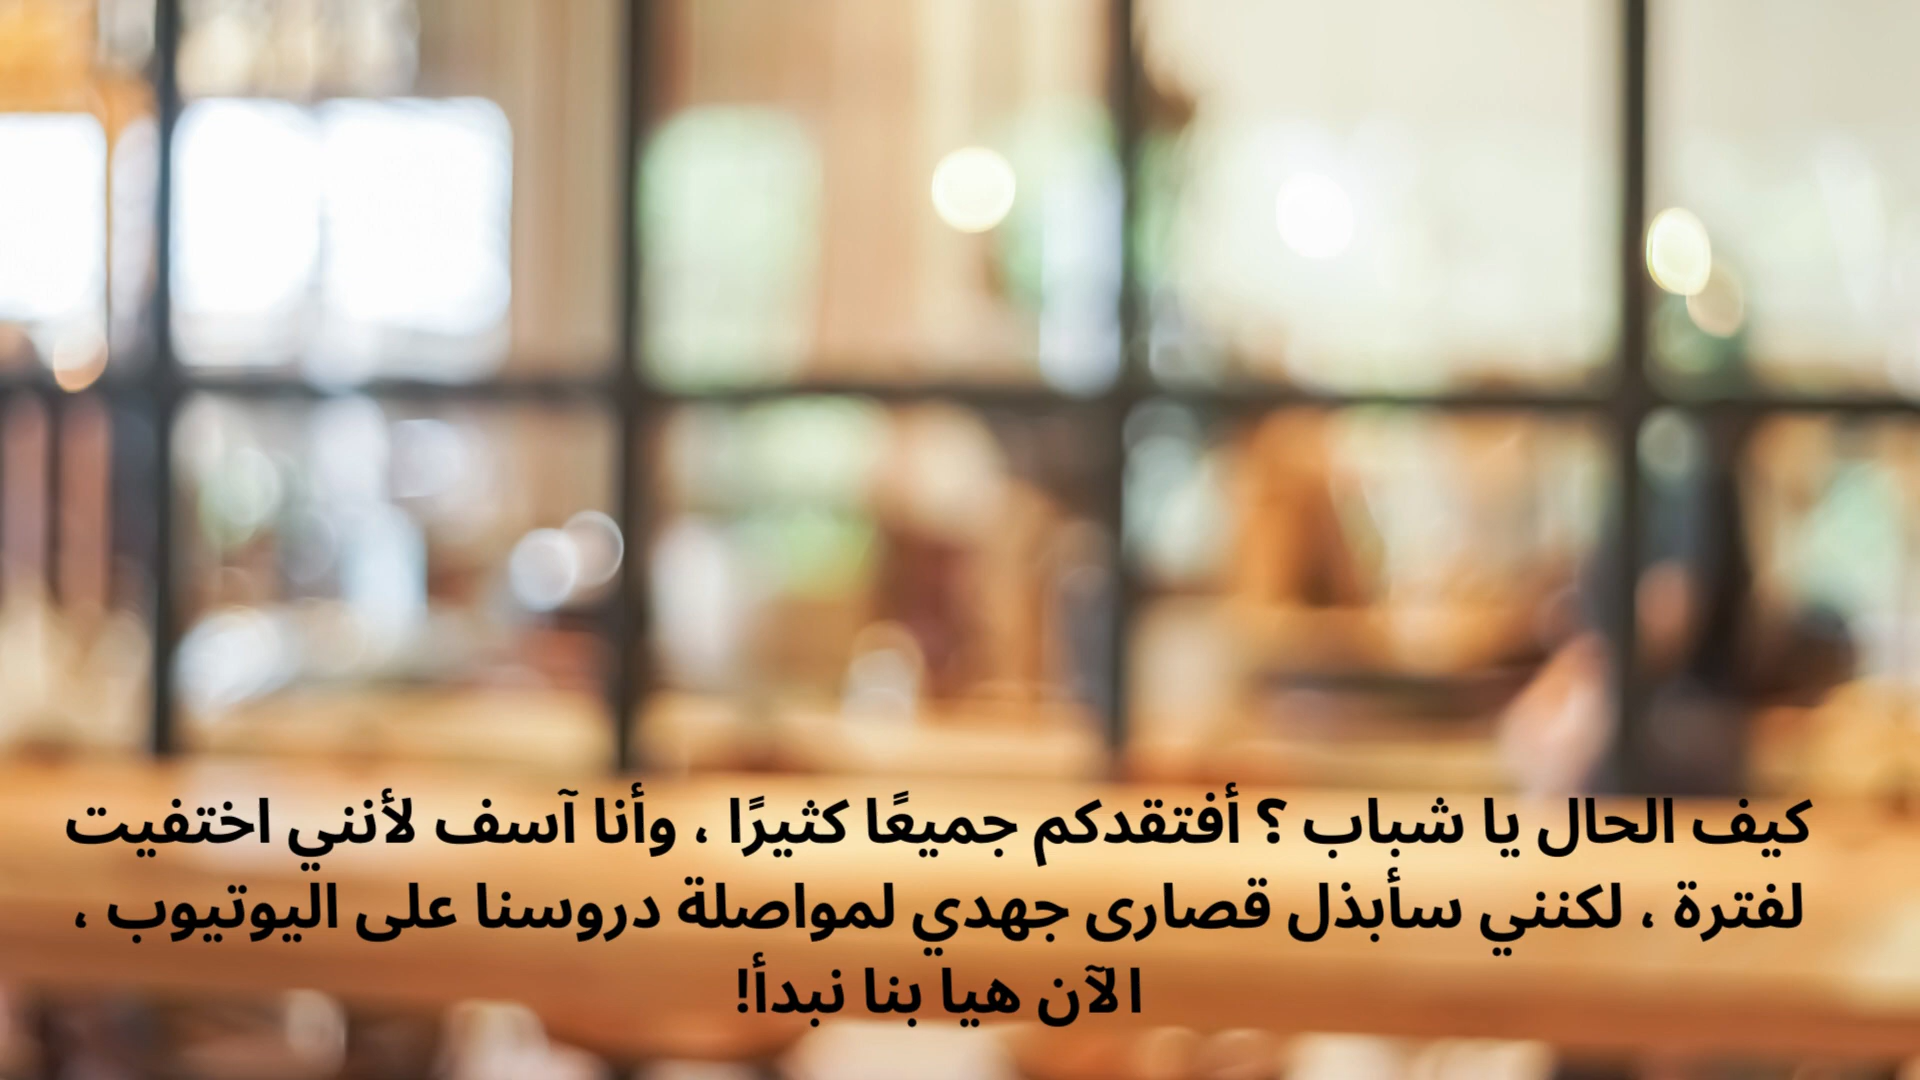 كيف الحال يا شباب ؟ أفتقدكم جميعًا كثيرًا ، وأنا آسف لأنني اختفيت
لفترة ، لكنني سأبذل قصارى جهدي لمواصلة دروسنا على اليوتيوب ،
الآن هيا بنا نبدأ!